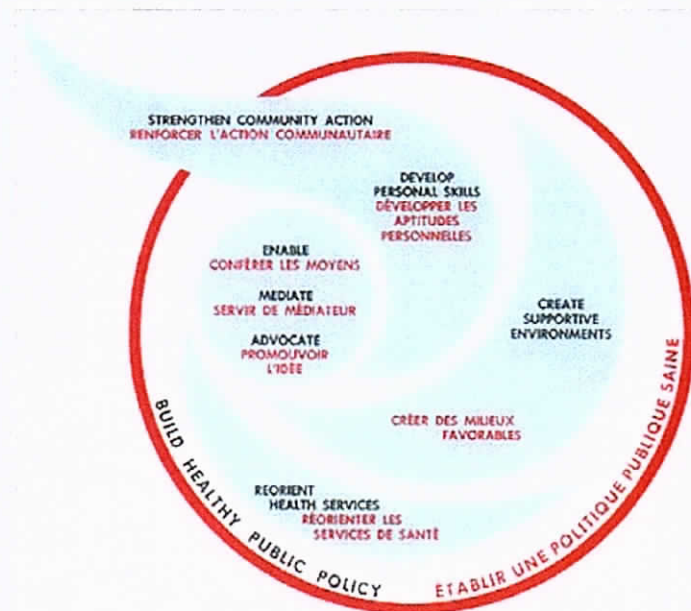 STRENGTHEN COMMUNITY ACTION
RENFORCER L'ACTION COMMUNAUTAIRE
DEVELOP
PERSONAL SKILLS
DÉVELOPPER LES
APTITUDES
PERSONNELLES
ENABLE
CONFÉRER LES MOYENS
MEDIATE
SERVIR DE MÉDIATEUR
ADVOCATE
PROMOUVOIR
L'IDÉE
CREATE
SUPPORTIVE
ENVIRONMENTS
CRÉER DES MILIEUX
FAVORABLES
REORIENT
HEALTH SERVICES
RÉORIENTER LES
SERVICES DE SANTÉ
BUILD HEALTHY PUBLIC POLICY
ÉTABLIR UNE POLITIQUE PUBLIQUE SAINE